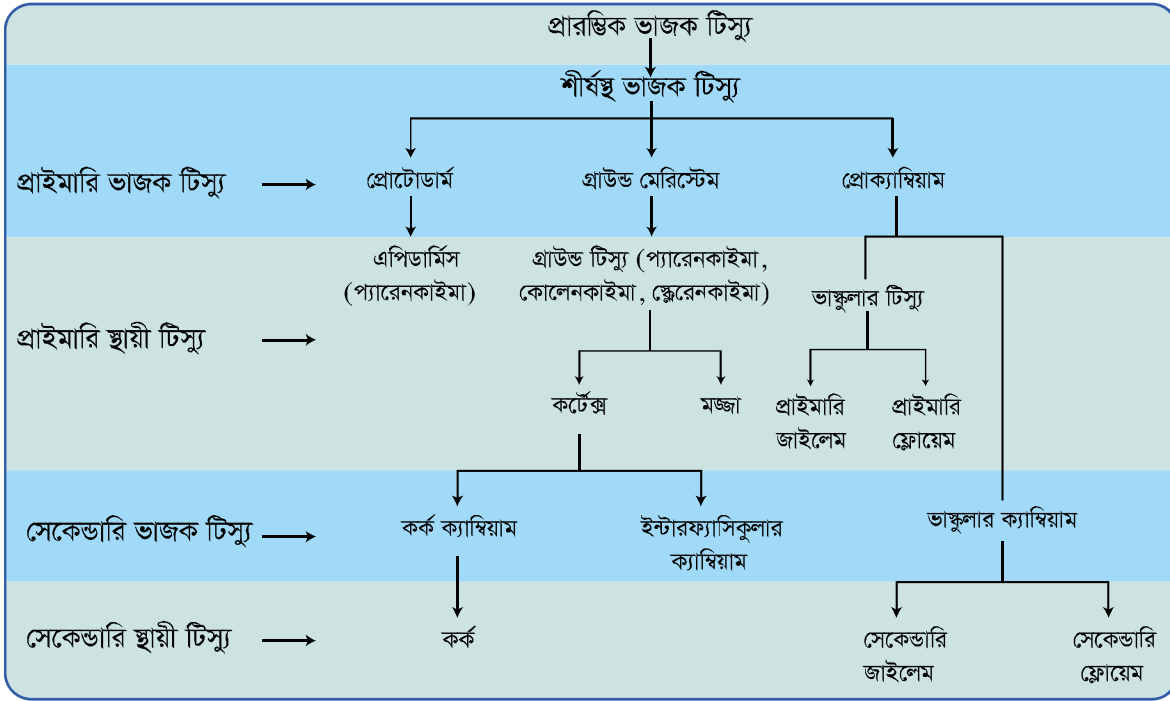 প্রারম্ভিক ভাজক টিস্যু
শীর্ষস্থ ভাজক টিস্যু
প্রাইমারি ভাজক টিস্যু
প্রোটোডার্ম
গ্রাউন্ড মেরিস্টেম
প্রোক্যাম্বিয়াম
এপিডার্মিস
(প্যারেনকাইমা)
গ্রাউন্ড টিস্যু (প্যারেনকাইমা,
কোলেনকাইমা, স্ক্লেরেনকাইমা)
ভাস্কুলার টিস্যু
প্রাইমারি স্থায়ী টিস্যু
কর্টেক্স
মজ্জা
প্রাইমারি
জাইলেম
প্রাইমারি
ফ্লোয়েম
সেকেন্ডারি ভাজক টিস্যু
কর্ক ক্যাম্বিয়াম
ইন্টারফ্যাসিকুলার
ক্যাম্বিয়াম
ভাস্কুলার ক্যাম্বিয়াম
সেকেন্ডারি স্থায়ী টিস্যু
কর্ক
সেকেন্ডারি
জাইলেম
সেকেন্ডারি
ফ্লোয়েম